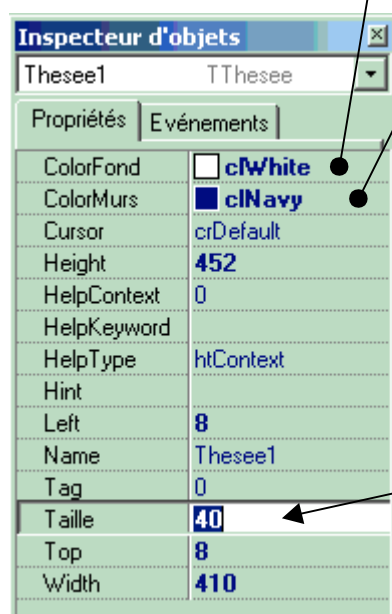 Inspecteur d'objets
Thesee1 TThesee
Propriétés Evénements
ColorFond clWhite
ColorMurs clNavy
Cursor crDefault
Height 452
HelpContext 0
HelpKeyword
HelpType htContext
Hint
Left 8
Name Thesee1
Tag 0
Taille 40
Top 8
Width 410